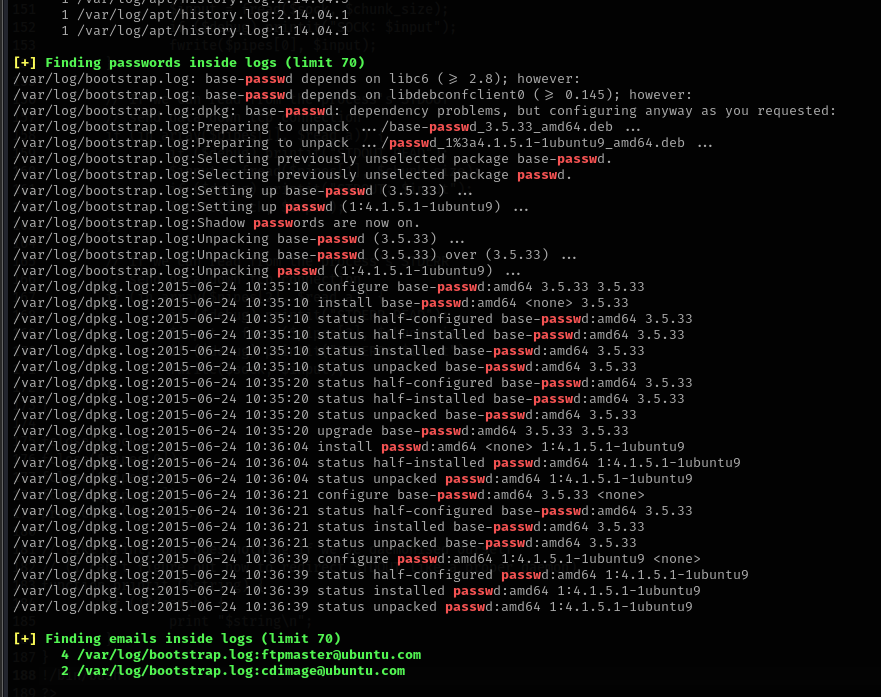 1 /var/log/apt/history.log:2.14.04.1
1 /var/log/apt/history.log:1.14.04.1
[+] Finding passwords inside logs (limit 70)
/var/log/bootstrap.log: base-passwd depends on libc6 (≥ 2.8); however:
/var/log/bootstrap.log: base-passwd depends on libdebconfclient0 (≥ 0.145); however:
/var/log/bootstrap.log:dpkg: base-passwd: dependency problems, but configuring anyway as you requested:
/var/log/bootstrap.log:Preparing to unpack .../base-passwd_3.5.33_amd64.deb ...
/var/log/bootstrap.log:Preparing to unpack .../passwd_1%3a4.1.5.1-1ubuntu9_amd64.deb ...
/var/log/bootstrap.log:Selecting previously unselected package base-passwd.
/var/log/bootstrap.log:Selecting previously unselected package passwd.
/var/log/bootstrap.log:Setting up base-passwd (3.5.33) ...
/var/log/bootstrap.log:Setting up passwd (1:4.1.5.1-1ubuntu9) ...
/var/log/bootstrap.log:Shadow passwords are now on.
/var/log/bootstrap.log:Unpacking base-passwd (3.5.33) ...
/var/log/bootstrap.log:Unpacking base-passwd (3.5.33) over (3.5.33) ...
/var/log/bootstrap.log:Unpacking passwd (1:4.1.5.1-1ubuntu9) ...
/var/log/dpkg.log:2015-06-24 10:35:10 configure base-passwd:amd64 3.5.33 3.5.33
/var/log/dpkg.log:2015-06-24 10:35:10 install base-passwd:amd64 <none> 3.5.33
/var/log/dpkg.log:2015-06-24 10:35:10 status half-configured base-passwd:amd64 3.5.33
/var/log/dpkg.log:2015-06-24 10:35:10 status half-installed base-passwd:amd64 3.5.33
/var/log/dpkg.log:2015-06-24 10:35:10 status installed base-passwd:amd64 3.5.33
/var/log/dpkg.log:2015-06-24 10:35:10 status unpacked base-passwd:amd64 3.5.33
/var/log/dpkg.log:2015-06-24 10:35:20 status half-configured base-passwd:amd64 3.5.33
/var/log/dpkg.log:2015-06-24 10:35:20 status half-installed base-passwd:amd64 3.5.33
/var/log/dpkg.log:2015-06-24 10:35:20 status unpacked base-passwd:amd64 3.5.33
/var/log/dpkg.log:2015-06-24 10:35:20 upgrade base-passwd:amd64 3.5.33 3.5.33
/var/log/dpkg.log:2015-06-24 10:36:04 install passwd:amd64 <none> 1:4.1.5.1-1ubuntu9
/var/log/dpkg.log:2015-06-24 10:36:04 status half-installed passwd:amd64 1:4.1.5.1-1ubuntu9
/var/log/dpkg.log:2015-06-24 10:36:04 status unpacked passwd:amd64 1:4.1.5.1-1ubuntu9
/var/log/dpkg.log:2015-06-24 10:36:21 configure base-passwd:amd64 3.5.33 <none>
/var/log/dpkg.log:2015-06-24 10:36:21 status half-configured base-passwd:amd64 3.5.33
/var/log/dpkg.log:2015-06-24 10:36:21 status installed base-passwd:amd64 3.5.33
/var/log/dpkg.log:2015-06-24 10:36:21 status unpacked base-passwd:amd64 3.5.33
/var/log/dpkg.log:2015-06-24 10:36:39 configure passwd:amd64 1:4.1.5.1-1ubuntu9 <none>
/var/log/dpkg.log:2015-06-24 10:36:39 status half-configured passwd:amd64 1:4.1.5.1-1ubuntu9
/var/log/dpkg.log:2015-06-24 10:36:39 status installed passwd:amd64 1:4.1.5.1-1ubuntu9
/var/log/dpkg.log:2015-06-24 10:36:39 status unpacked passwd:amd64 1:4.1.5.1-1ubuntu9
[+] Finding emails inside logs (limit 70)
4 /var/log/bootstrap.log:ftpmaster@ubuntu.com
2 /var/log/bootstrap.log:cdimage@ubuntu.com